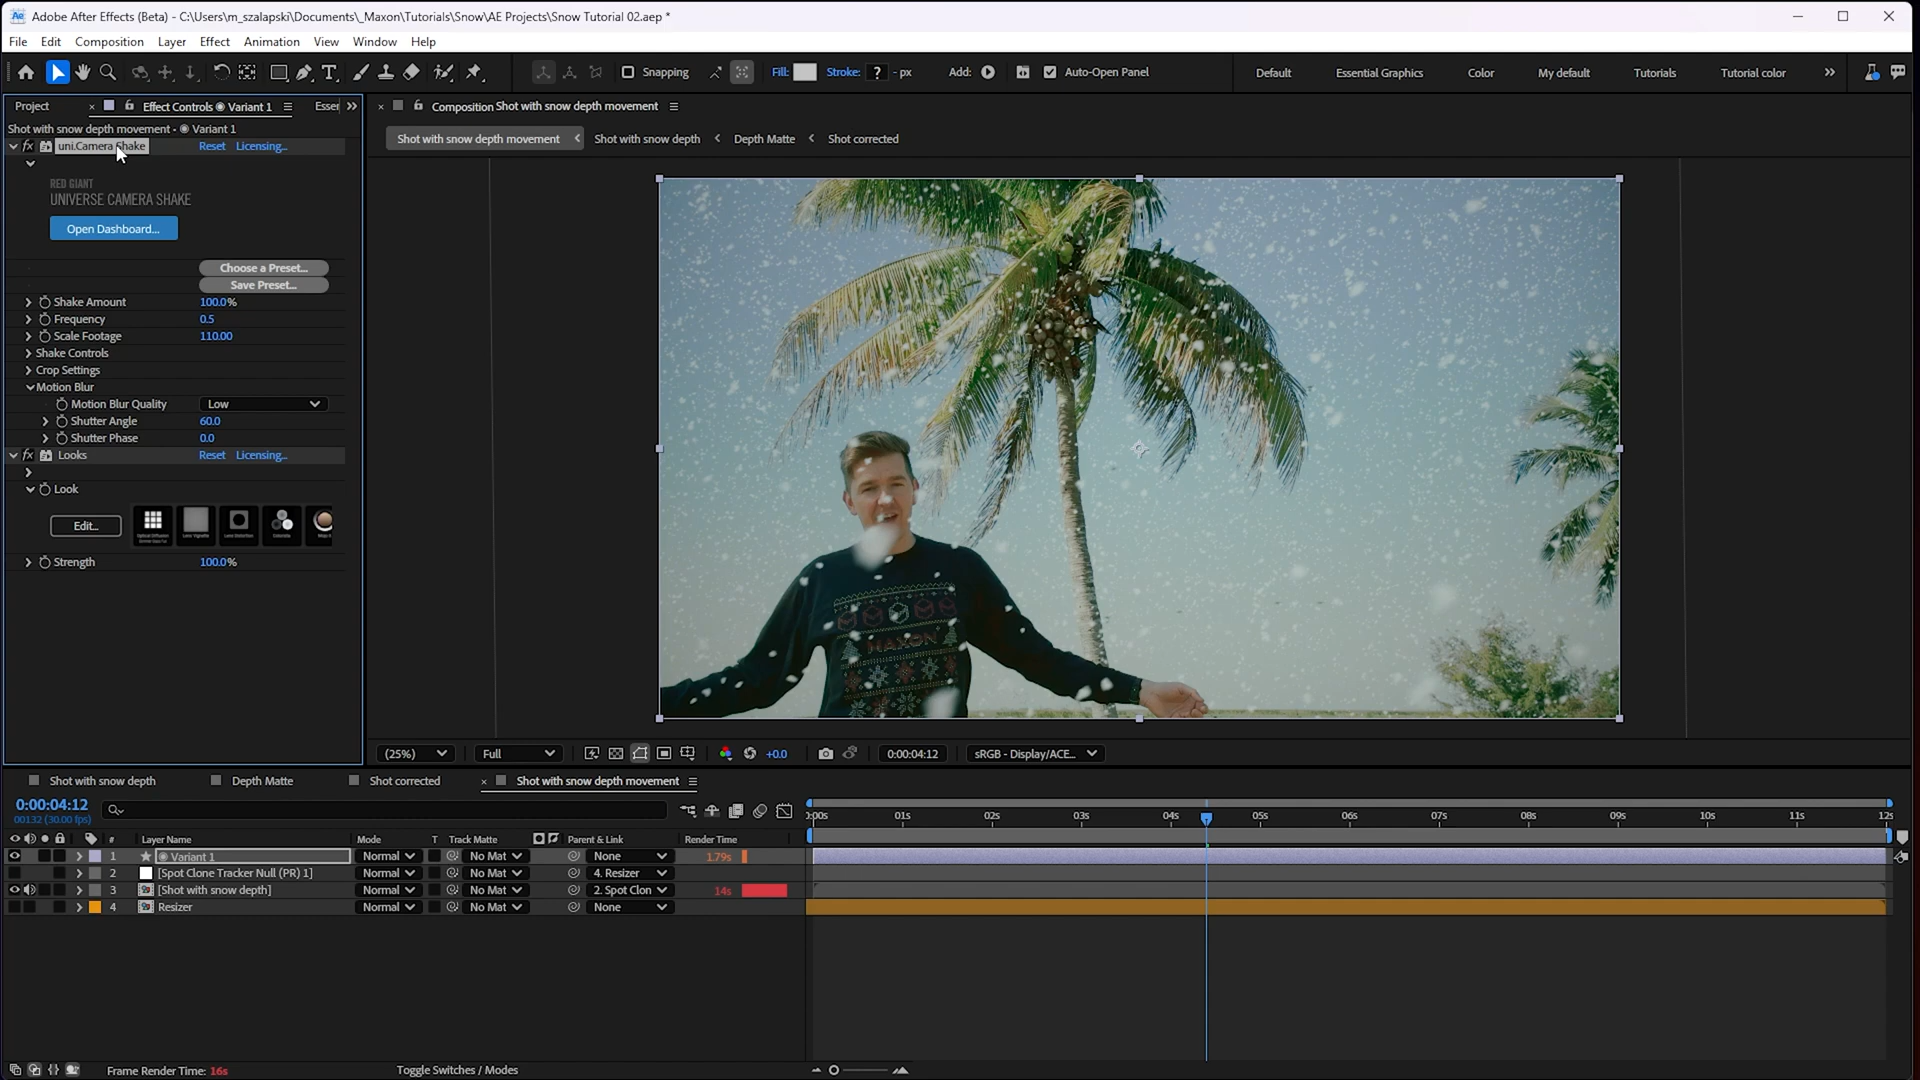 Adobe After Effects (Beta) - C:\Users\m_szalapski\Documents\_Maxon\Tutorials\Snow\AE Projects\Snow Tutorial 02.aep *
File Edit Composition Layer Effect Animation View Window Help
Snapping Fill: Stroke: ? - px Add: Auto-Open Panel Default Essential Graphics Color My default Tutorials Tutorial color
Project Effect Controls Variant 1 Esser
Composition Shot with snow depth movement
Shot with snow depth movement - Variant 1
Shot with snow depth movement Shot with snow depth Depth Matte Shot corrected
fx uni.Camera Shake Reset Licensing...
RED GIANT
UNIVERSE CAMERA SHAKE
Open Dashboard...
Choose a Preset...
Save Preset...
Shake Amount 100.0%
Frequency 0.5
Scale Footage 110.00
Shake Controls
Crop Settings
Motion Blur
Motion Blur Quality Low
Shutter Angle 60.0
Shutter Phase 0.0
fx Looks Reset Licensing...
Look
Edit...
Strength 100.0%
MAXON
(25%) Full +0.0 0:00:04:12 sRGB - Display/ACE...
Shot with snow depth Depth Matte Shot corrected Shot with snow depth movement
0:00:04:12
00132 (30.00 fps)
:00s 01s 02s 03s 04s 05s 06s 07s 08s 09s 10s 11s 12s
# Layer Name Mode T Track Matte Parent & Link Render Time
1 Variant 1 Normal No Mat None 1.79s
2 [Spot Clone Tracker Null (PR) 1] Normal No Mat 4. Resizer
3 [Shot with snow depth] Normal No Mat 2. Spot Clon 14s
4 Resizer Normal No Mat None
Frame Render Time: 16s Toggle Switches / Modes